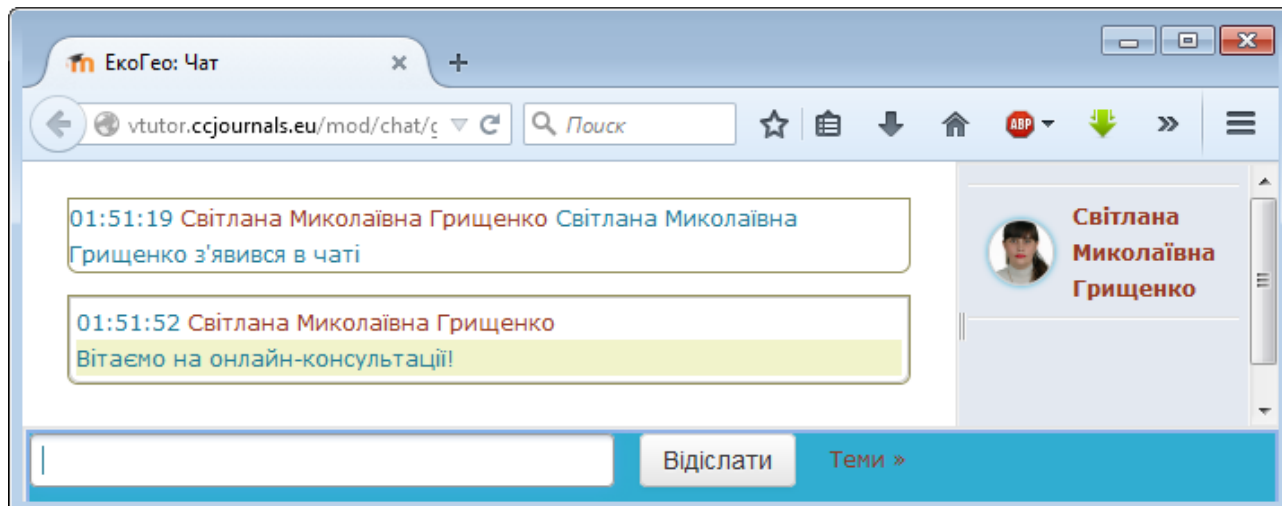 ЕкоГео: Чат
vtutor.ccjournals.eu/mod/chat/g
Поиск
ABP
01:51:19 Світлана Миколаївна Грищенко Світлана Миколаївна
Грищенко з'явився в чаті
Світлана
Миколаївна
Грищенко
01:51:52 Світлана Миколаївна Грищенко
Вітаємо на онлайн-консультації!
Відіслати
Теми »